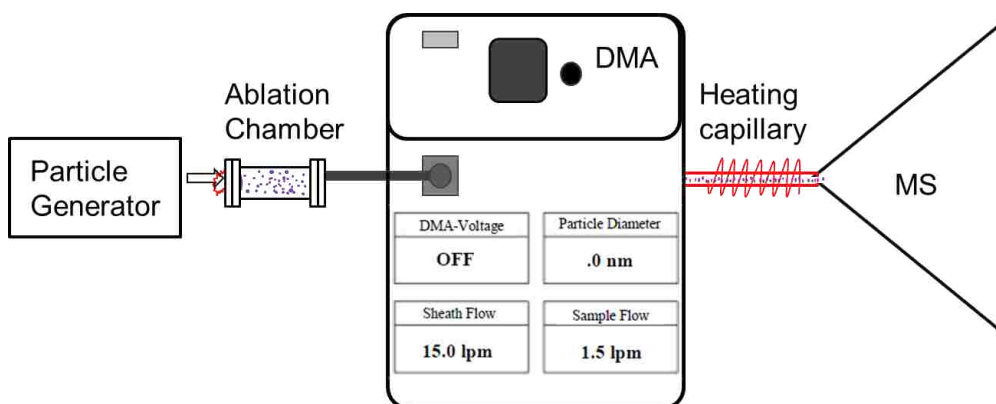 Particle
Generator
Ablation
Chamber
DMA
DMA-Voltage
OFF
Particle Diameter
.0 nm
Sheath Flow
15.0 lpm
Sample Flow
1.5 lpm
Heating
capillary
MS